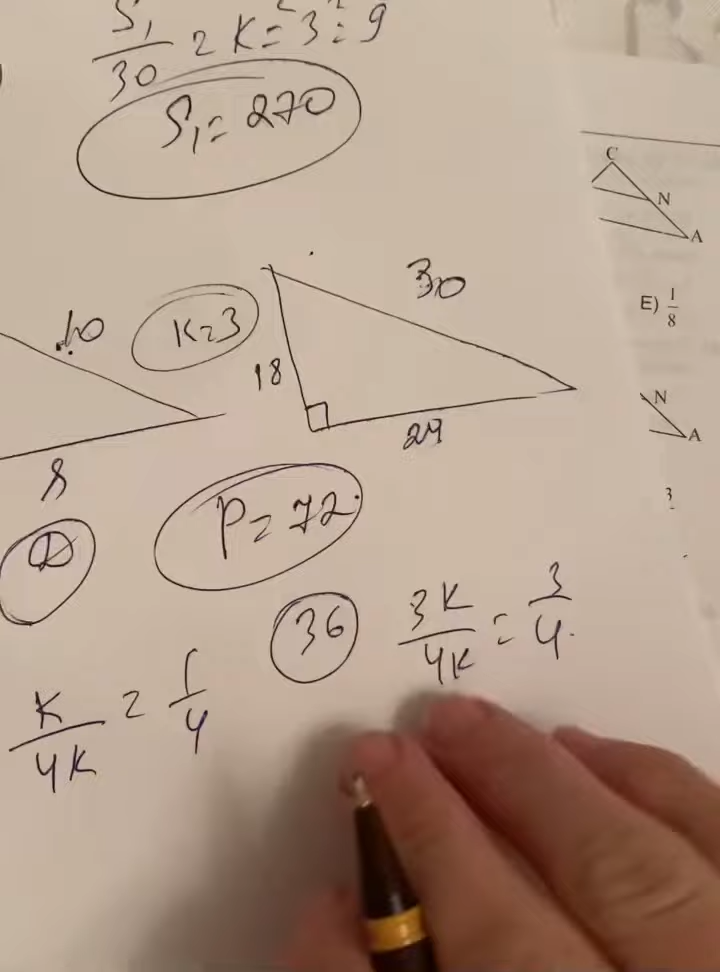 S₁/30 = K² = 3² = 9
S₁ = 270
C
N
A
E) 1/8
10
K=3
30
18
24
8
N
A
3
P=72
D
36
3K/4K = 3/4
K/4K = 1/4